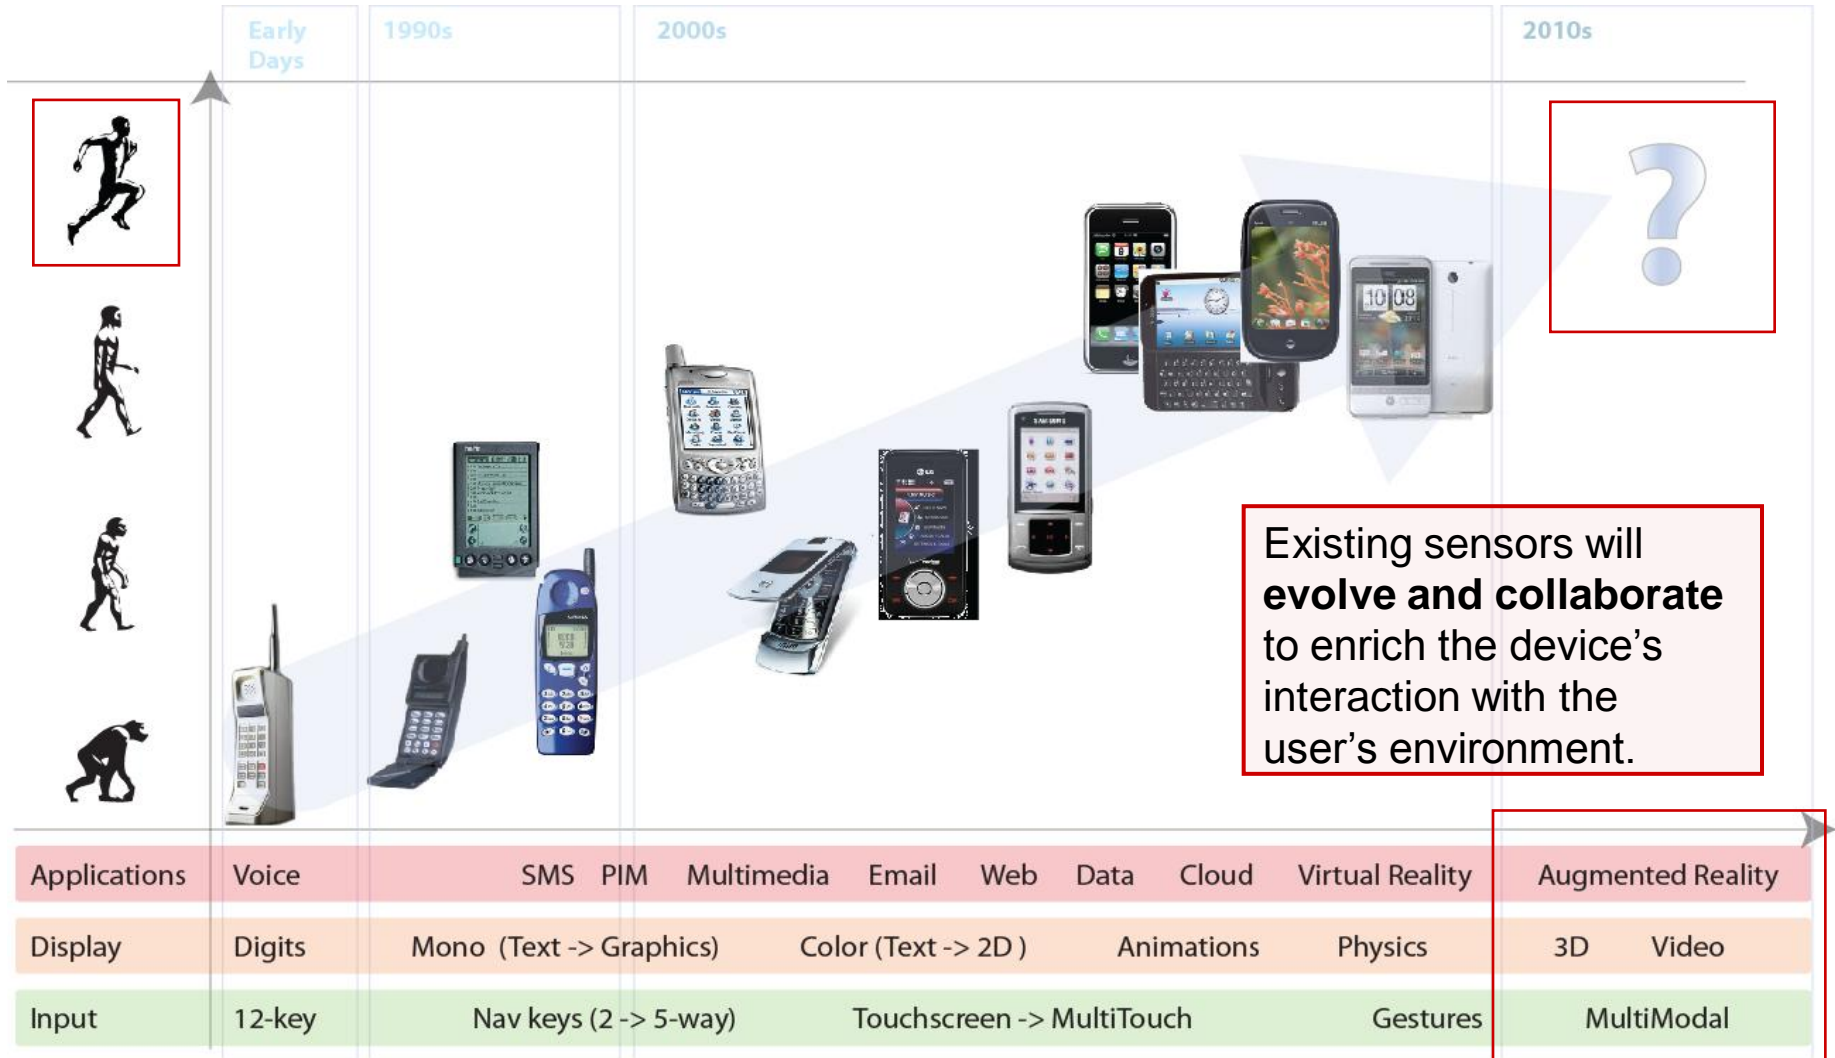 Early
Days
1990s
2000s
2010s
?
10 08
Existing sensors will
evolve and collaborate
to enrich the device’s
interaction with the
user’s environment.
Applications Voice SMS PIM Multimedia Email Web Data Cloud Virtual Reality Augmented Reality
Display Digits Mono (Text -> Graphics) Color (Text -> 2D ) Animations Physics 3D Video
Input 12-key Nav keys (2 -> 5-way) Touchscreen -> MultiTouch Gestures MultiModal